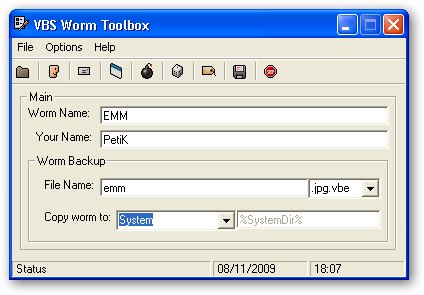 VBS Worm Toolbox
File Options Help
Main
Worm Name: EMM
Your Name: PetiK
Worm Backup
File Name: emm .jpg.vbe
Copy worm to: System %SystemDir%
Status 08/11/2009 18:07